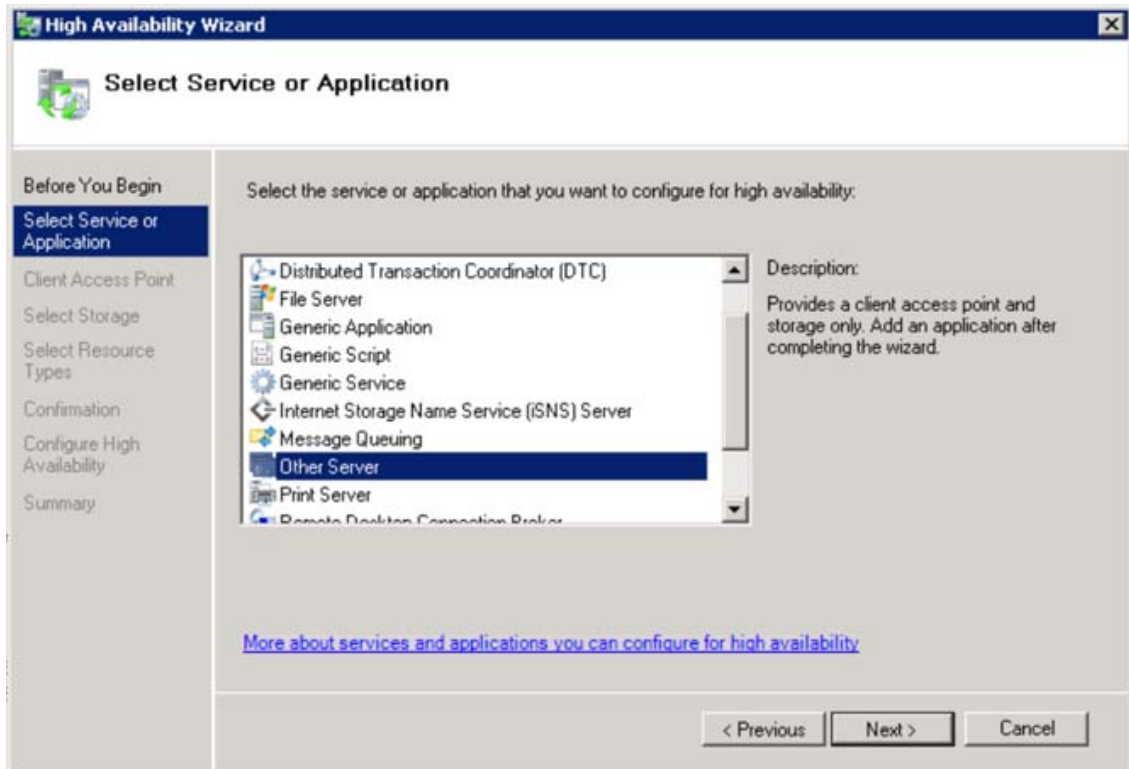 High Availability Wizard
Select Service or Application
Before You Begin
Select Service or
Application
Client Access Point
Select Storage
Select Resource
Types
Confirmation
Configure High
Availability
Summary
Select the service or application that you want to configure for high availability:
Distributed Transaction Coordinator (DTC)
File Server
Generic Application
Generic Script
Generic Service
Internet Storage Name Service (iSNS) Server
Message Queuing
Other Server
Print Server
Remote Desktop Connection Broker
Description:
Provides a client access point and
storage only. Add an application after
completing the wizard.
More about services and applications you can configure for high availability
< Previous
Next >
Cancel